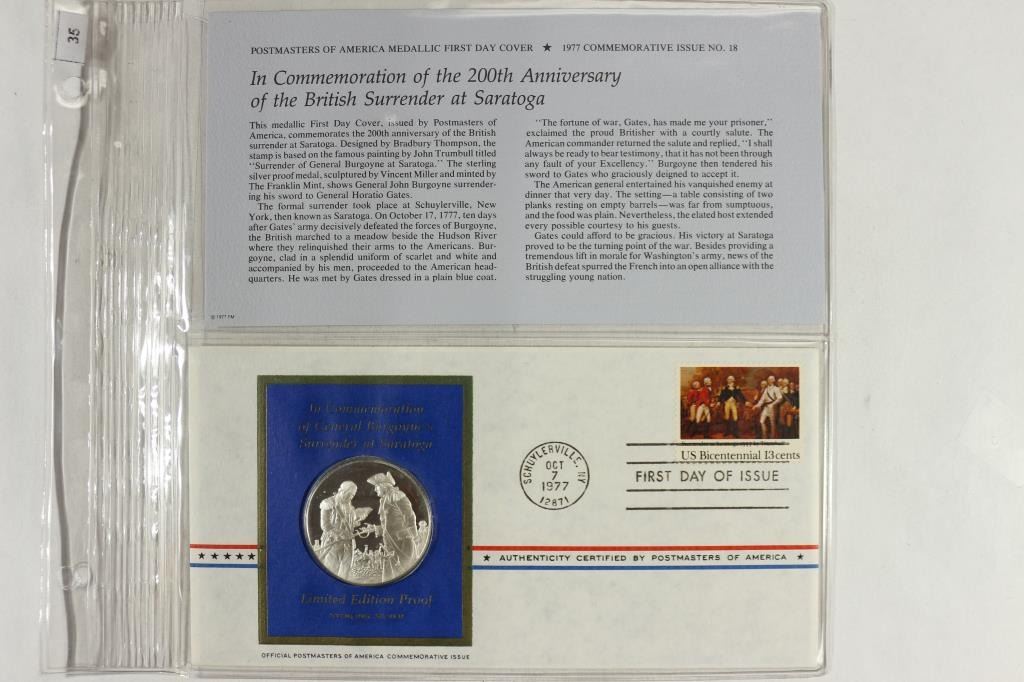 35
POSTMASTERS OF AMERICA MEDALLIC FIRST DAY COVER ★ 1977 COMMEMORATIVE ISSUE NO. 18
In Commemoration of the 200th Anniversary
of the British Surrender at Saratoga
This medallic First Day Cover, issued by Postmasters of
America, commemorates the 200th anniversary of the British
surrender at Saratoga. Designed by Bradbury Thompson, the
stamp is based on the famous painting by John Trumbull titled
"Surrender of General Burgoyne at Saratoga." The sterling
silver proof medal, sculptured by Vincent Miller and minted by
The Franklin Mint, shows General John Burgoyne surrender-
ing his sword to General Horatio Gates.
The formal surrender took place at Schuylerville, New
York, then known as Saratoga. On October 17, 1777, ten days
after Gates' army decisively defeated the forces of Burgoyne,
the British marched to a meadow beside the Hudson River
where they relinquished their arms to the Americans. Bur-
goyne, clad in a splendid uniform of scarlet and white and
accompanied by his men, proceeded to the American head-
quarters. He was met by Gates dressed in a plain blue coat.
"The fortune of war, Gates, has made me your prisoner,"
exclaimed the proud Britisher with a courtly salute. The
American commander returned the salute and replied, "I shall
always be ready to bear testimony, that it has not been through
any fault of your Excellency." Burgoyne then tendered his
sword to Gates who graciously deigned to accept it.
The American general entertained his vanquished enemy at
dinner that very day. The setting—a table consisting of two
planks resting on empty barrels—was far from sumptuous,
and the food was plain. Nevertheless, the elated host extended
every possible courtesy to his guests.
Gates could afford to be gracious. His victory at Saratoga
proved to be the turning point of the war. Besides providing a
tremendous lift in morale for Washington's army, news of the
British defeat spurred the French into an open alliance with the
struggling young nation.
© 1977 FM
In Commemoration
of General Burgoyne's
Surrender at Saratoga
Limited Edition Proof
SCHUYLERVILLE, NY
OCT
7
1977
12871
US Bicentennial 13cents
FIRST DAY OF ISSUE
★ AUTHENTICITY CERTIFIED BY POSTMASTERS OF AMERICA ★
OFFICIAL POSTMASTERS OF AMERICA COMMEMORATIVE ISSUE